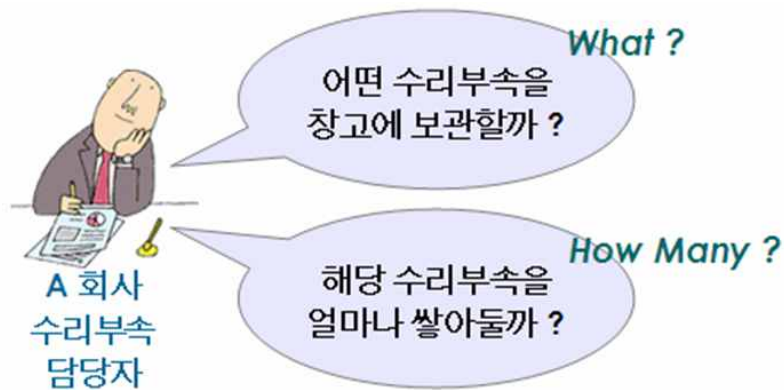 What ?
어떤 수리부속을
창고에 보관할까 ?
How Many ?
해당 수리부속을
얼마나 쌓아둘까 ?
A 회사
수리부속
담당자